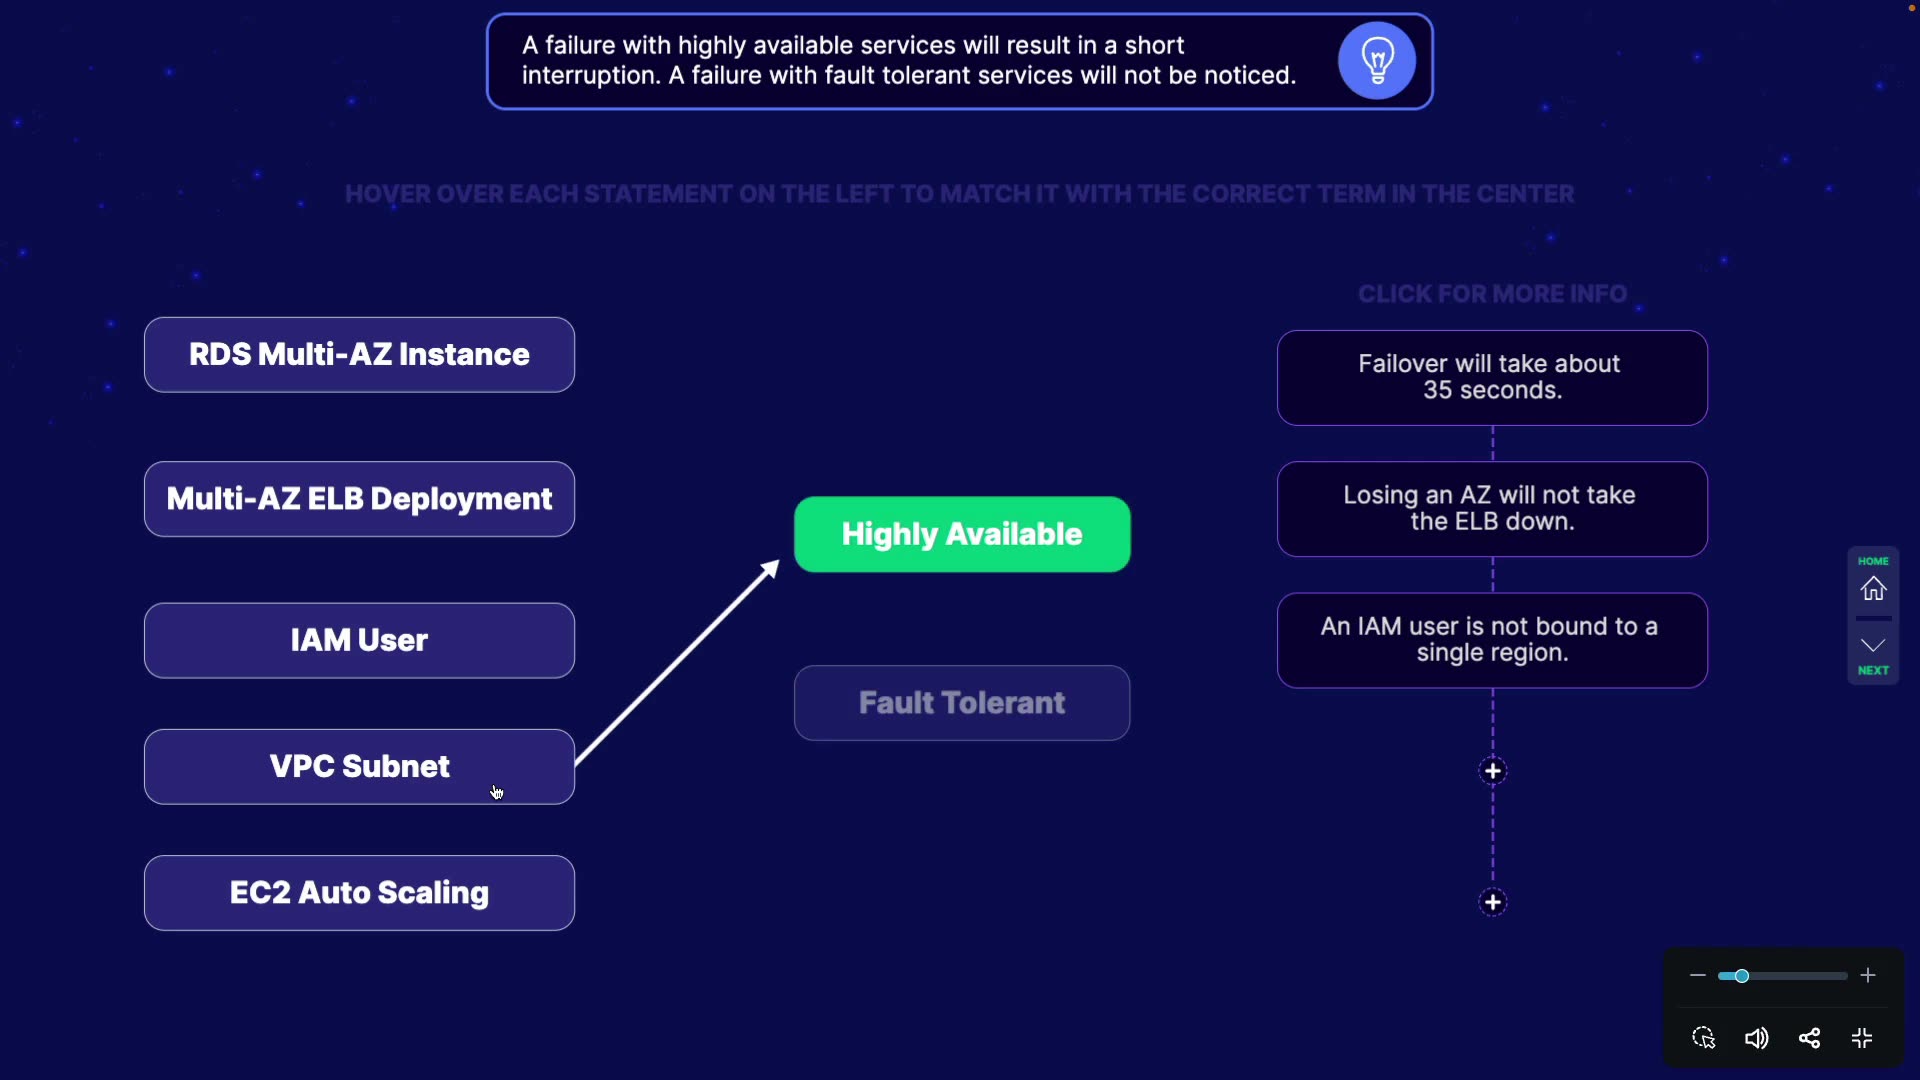 A failure with highly available services will result in a short
interruption. A failure with fault tolerant services will not be noticed.
HOVER OVER EACH STATEMENT ON THE LEFT TO MATCH IT WITH THE CORRECT TERM IN THE CENTER
CLICK FOR MORE INFO
RDS Multi-AZ Instance
Failover will take about
35 seconds.
Multi-AZ ELB Deployment
Losing an AZ will not take
the ELB down.
Highly Available
HOME
IAM User
An IAM user is not bound to a
single region.
NEXT
Fault Tolerant
VPC Subnet
EC2 Auto Scaling